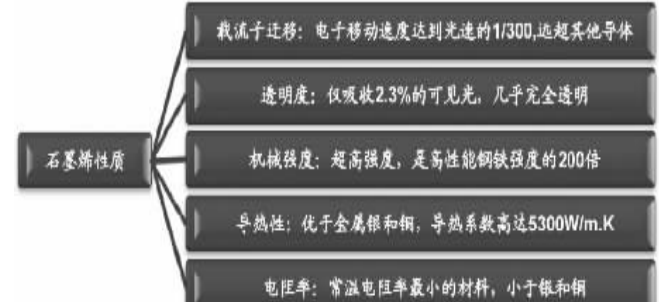 载流子迁移：电子移动速度达到光速的1/300,远超其他导体
透明度：仅吸收2.3%的可见光，几乎完全透明
石墨烯性质
机械强度：超高强度，是高性能钢铁强度的200倍
导热性：优于金属银和铜，导热系数高达5300W/m.K
电阻率：常温电阻率最小的材料，小于银和铜